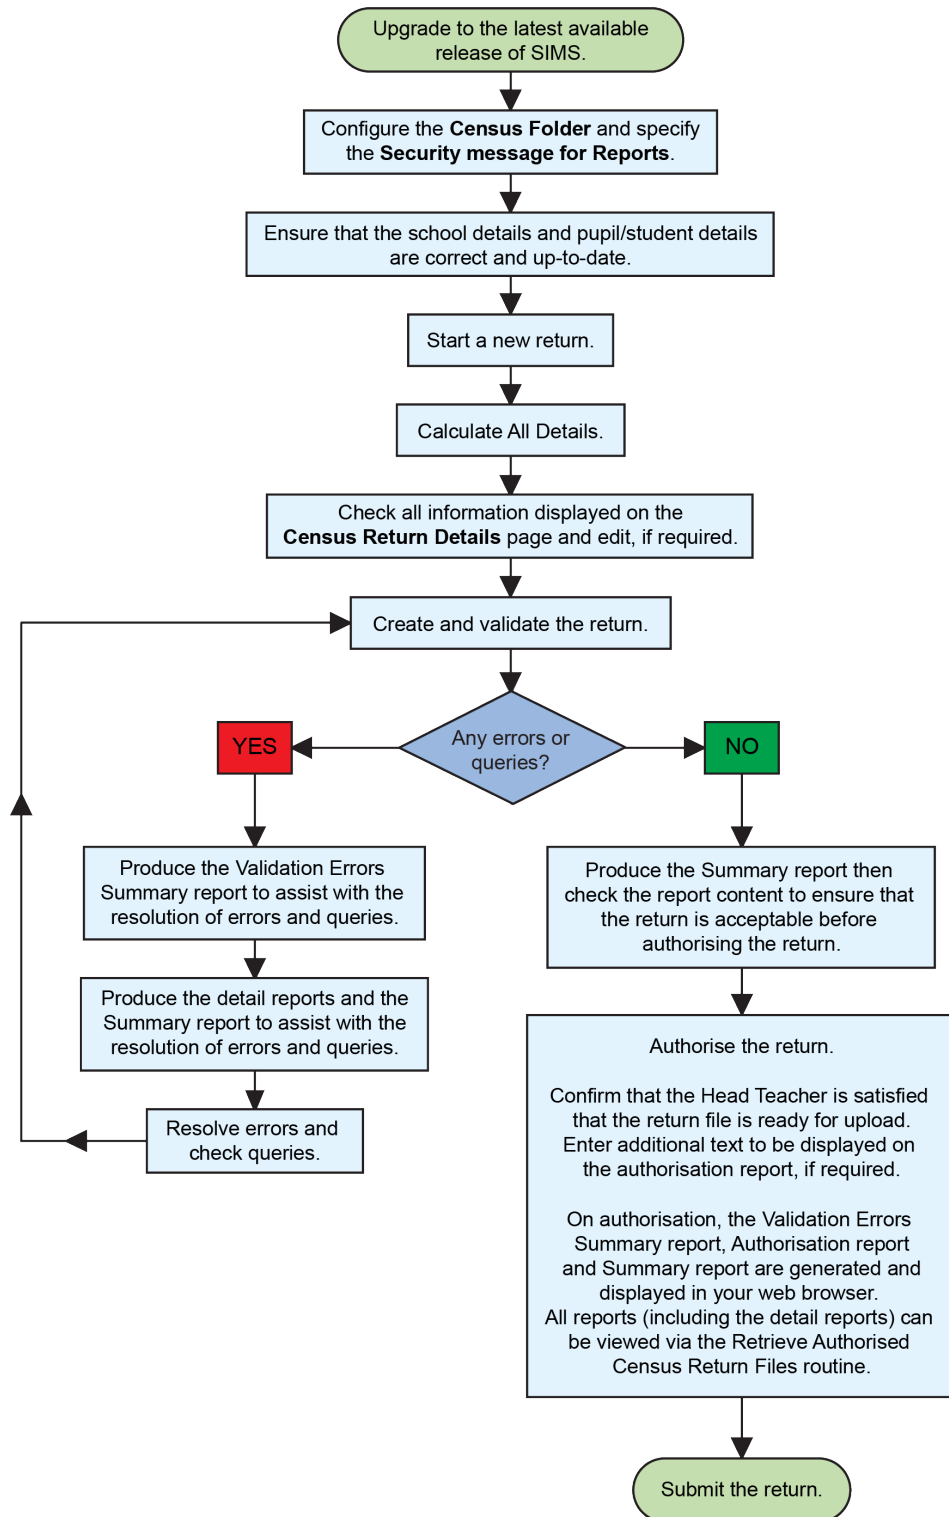 Upgrade to the latest available
release of SIMS.
Configure the Census Folder and specify
the Security message for Reports.
Ensure that the school details and pupil/student details
are correct and up-to-date.
Start a new return.
Calculate All Details.
Check all information displayed on the
Census Return Details page and edit, if required.
Create and validate the return.
Any errors or
queries?
YES
NO
Produce the Validation Errors
Summary report to assist with the
resolution of errors and queries.
Produce the detail reports and the
Summary report to assist with the
resolution of errors and queries.
Resolve errors and
check queries.
Produce the Summary report then
check the report content to ensure that
the return is acceptable before
authorising the return.
Authorise the return.
Confirm that the Head Teacher is satisfied
that the return file is ready for upload.
Enter additional text to be displayed on
the authorisation report, if required.
On authorisation, the Validation Errors
Summary report, Authorisation report
and Summary report are generated and
displayed in your web browser.
All reports (including the detail reports) can
be viewed via the Retrieve Authorised
Census Return Files routine.
Submit the return.